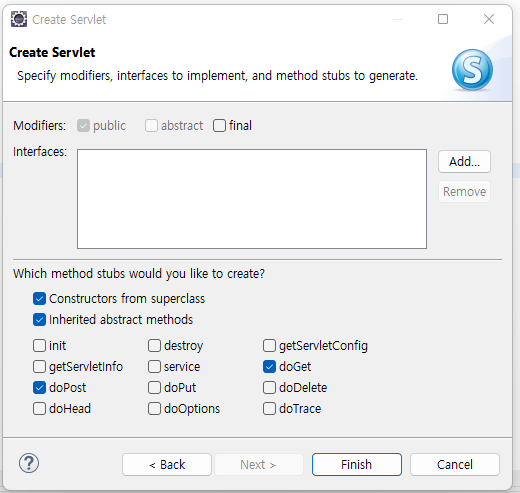 Create Servlet
Create Servlet
Specify modifiers, interfaces to implement, and method stubs to generate.
S
Modifiers: public abstract final
Interfaces:
Add...
Remove
Which method stubs would you like to create?
Constructors from superclass
Inherited abstract methods
init destroy getServletConfig
getServletInfo service doGet
doPost doPut doDelete
doHead doOptions doTrace
? < Back Next > Finish Cancel